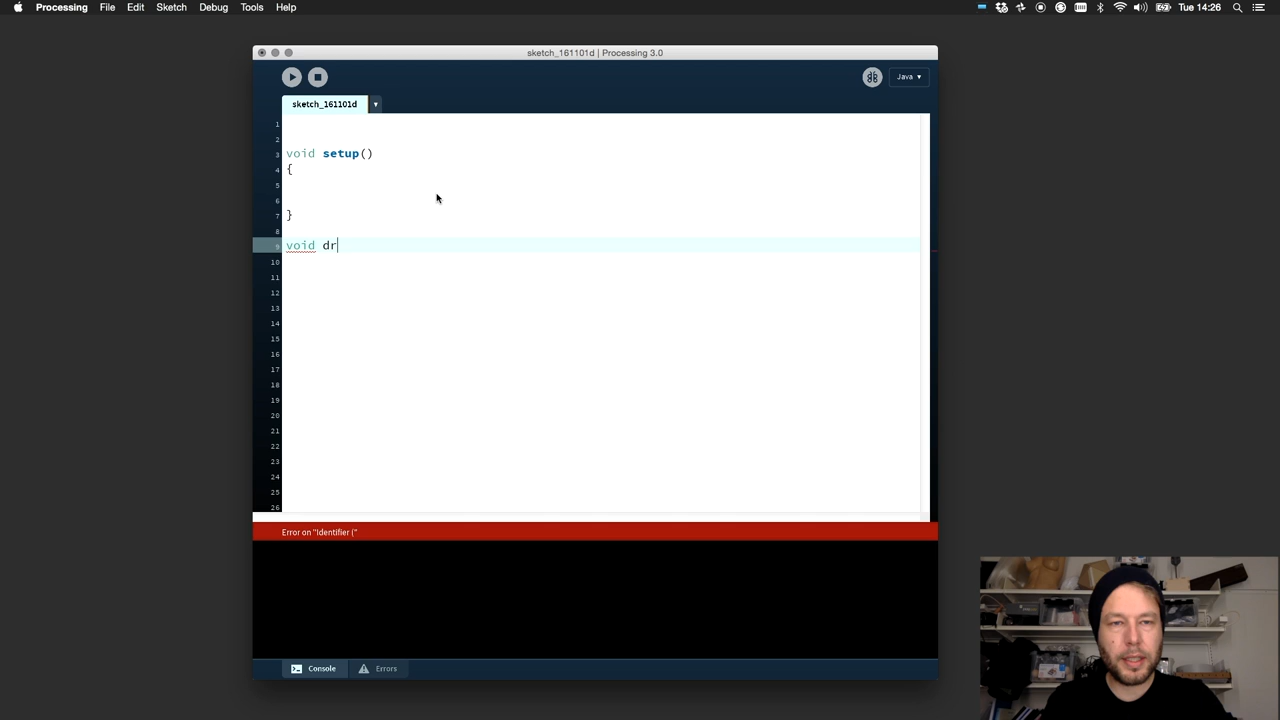 Processing File Edit Sketch Debug Tools Help
Tue 14:26
sketch_161101d | Processing 3.0
Java ▾
sketch_161101d
1
2
3 void setup()
4 {
5
6
7 }
8
9 void dr
10
11
12
13
14
15
16
17
18
19
20
21
22
23
24
25
26
Error on "Identifier ("
Console Errors